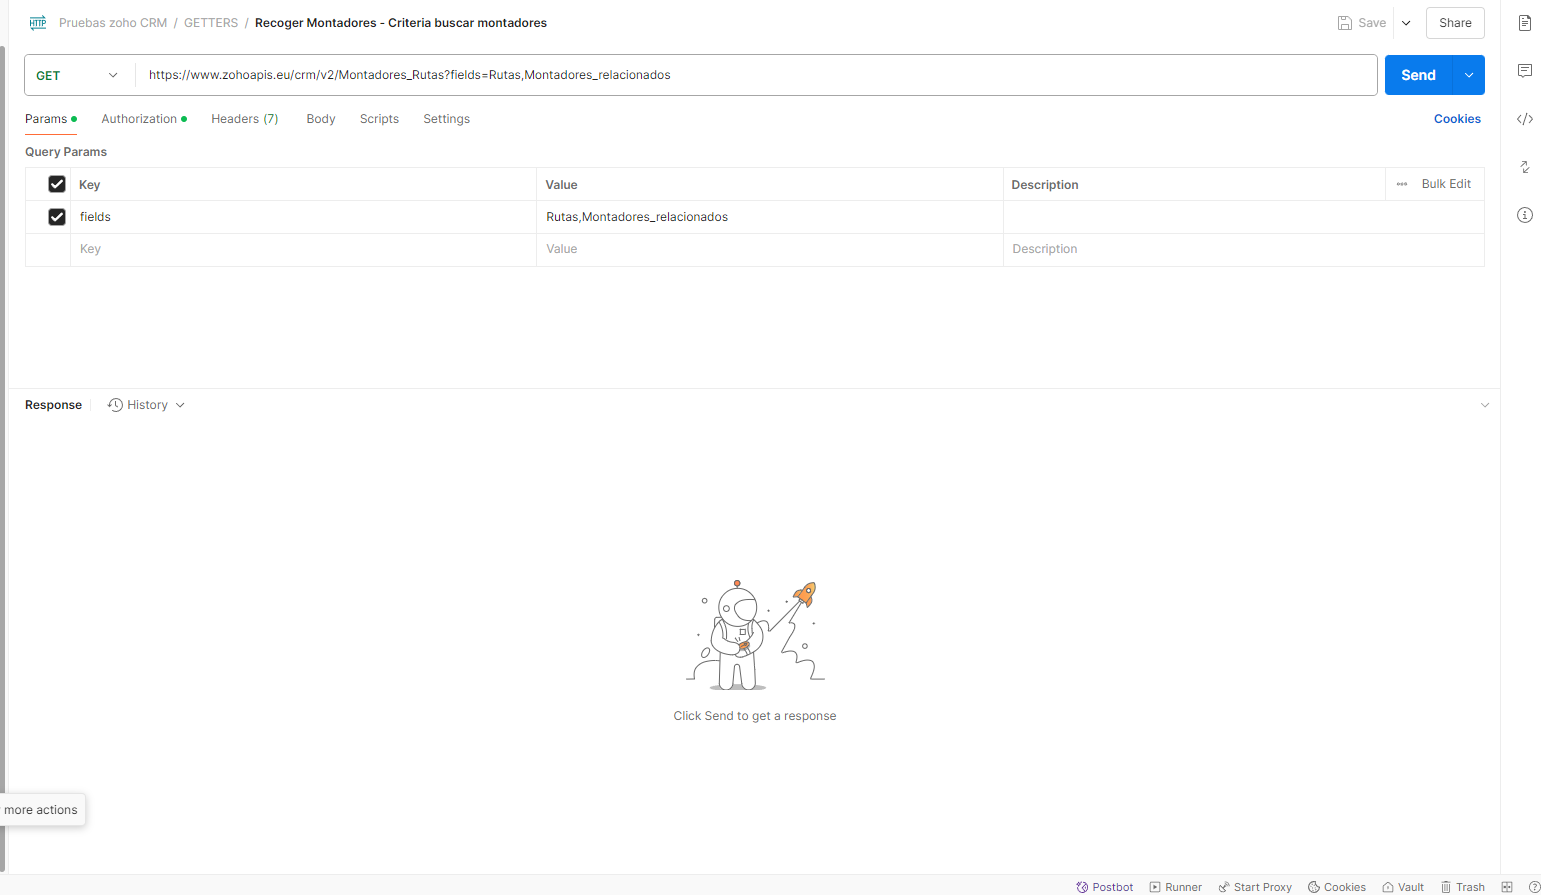 HTTP Pruebas zoho CRM / GETTERS / Recoger Montadores - Criteria buscar montadores Save Share
GET https://www.zohoapis.eu/crm/v2/Montadores_Rutas?fields=Rutas,Montadores_relacionados Send
Params Authorization Headers (7) Body Scripts Settings Cookies
Query Params
Key Value Description Bulk Edit
fields Rutas,Montadores_relacionados
Key Value Description
Response History
Click Send to get a response
more actions
Postbot Runner Start Proxy Cookies Vault Trash